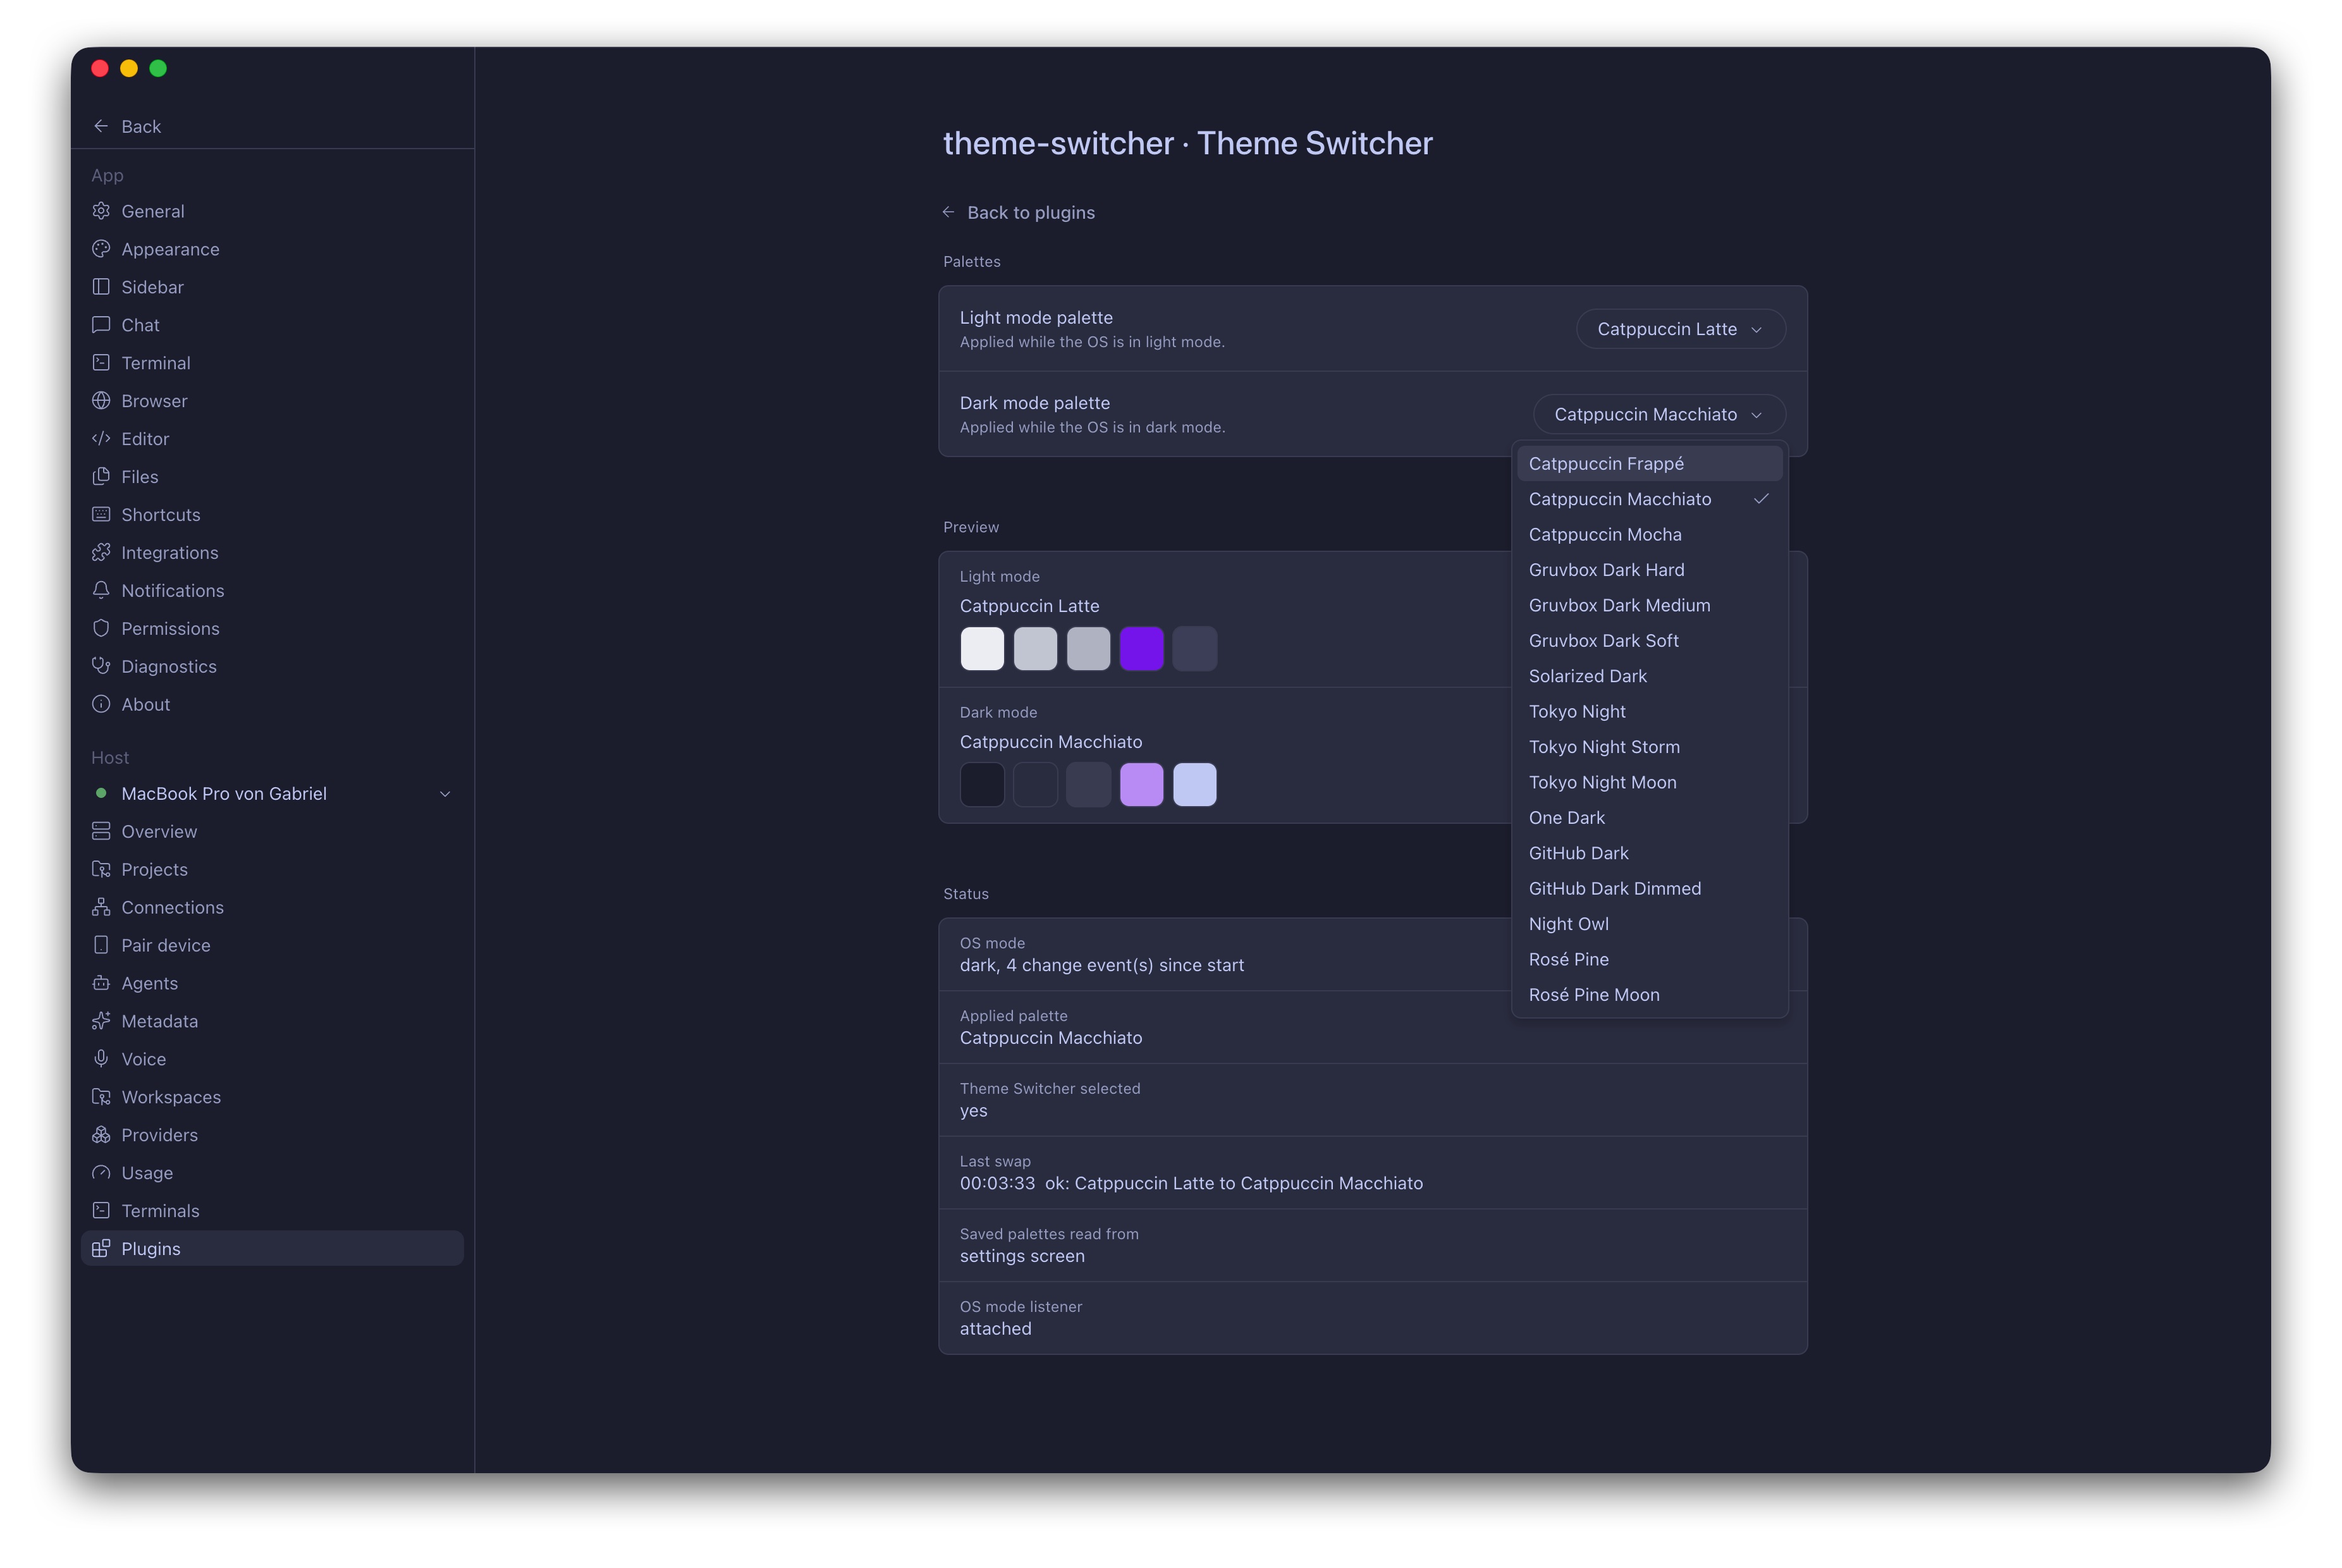 Back
App
General
Appearance
Sidebar
Chat
Terminal
Browser
Editor
Files
Shortcuts
Integrations
Notifications
Permissions
Diagnostics
About
Host
MacBook Pro von Gabriel
Overview
Projects
Connections
Pair device
Agents
Metadata
Voice
Workspaces
Providers
Usage
Terminals
Plugins
theme-switcher · Theme Switcher
Back to plugins
Palettes
Light mode palette
Applied while the OS is in light mode.
Catppuccin Latte
Dark mode palette
Applied while the OS is in dark mode.
Catppuccin Macchiato
Catppuccin Frappé
Catppuccin Macchiato
Catppuccin Mocha
Gruvbox Dark Hard
Gruvbox Dark Medium
Gruvbox Dark Soft
Solarized Dark
Tokyo Night
Tokyo Night Storm
Tokyo Night Moon
One Dark
GitHub Dark
GitHub Dark Dimmed
Night Owl
Rosé Pine
Rosé Pine Moon
Preview
Light mode
Catppuccin Latte
Dark mode
Catppuccin Macchiato
Status
OS mode
dark, 4 change event(s) since start
Applied palette
Catppuccin Macchiato
Theme Switcher selected
yes
Last swap
00:03:33 ok: Catppuccin Latte to Catppuccin Macchiato
Saved palettes read from
settings screen
OS mode listener
attached